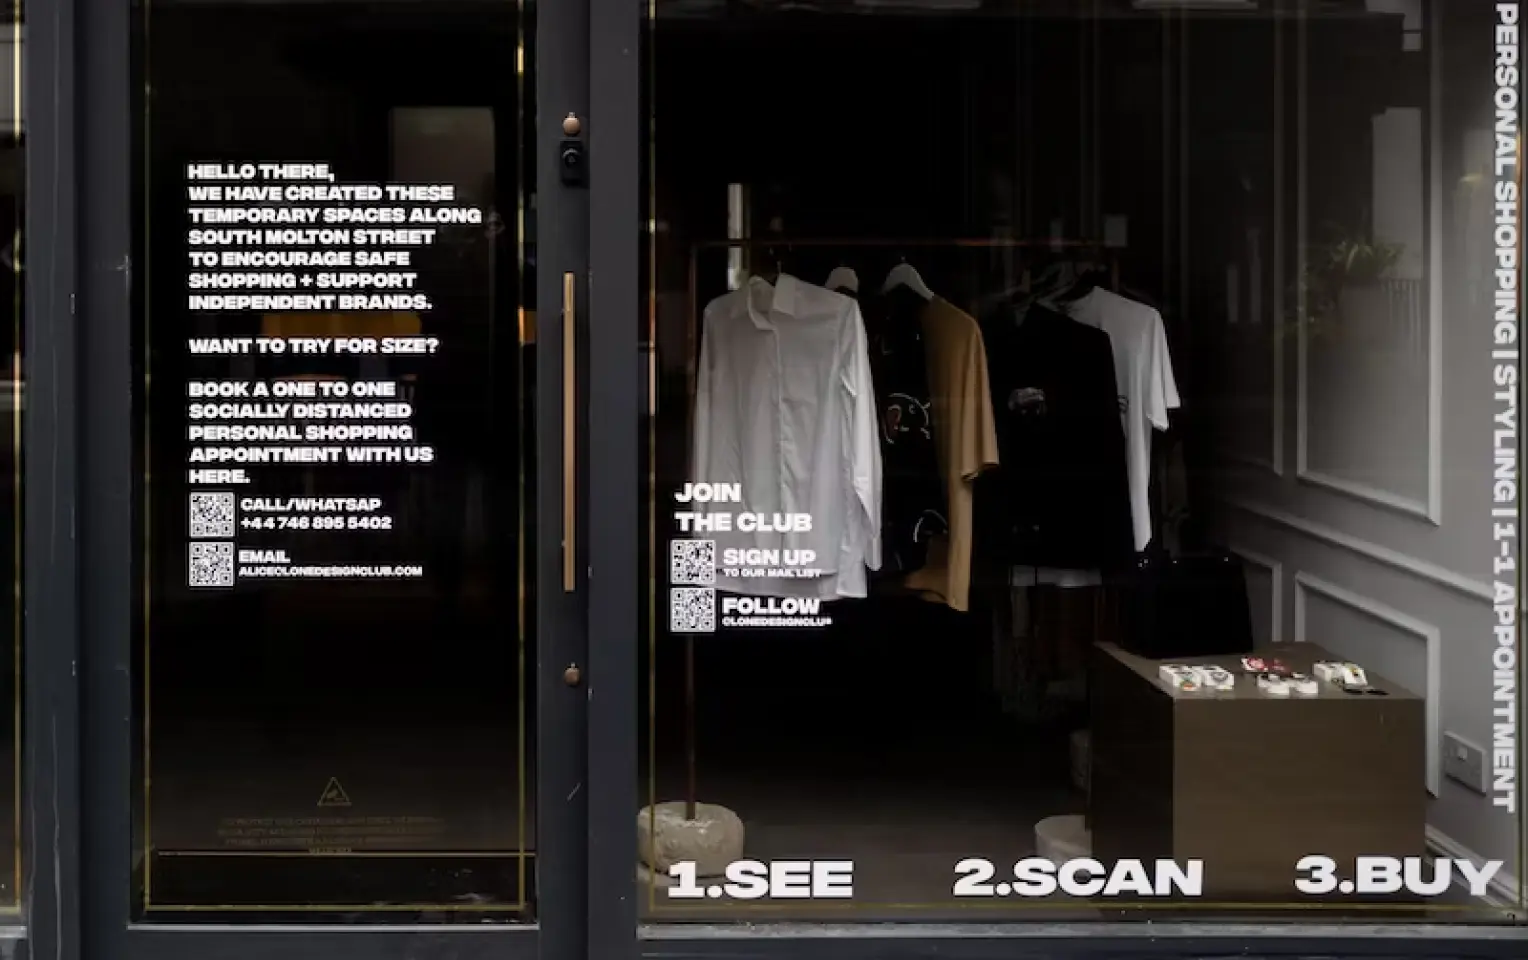 HELLO THERE,
WE HAVE CREATED THESE
TEMPORARY SPACES ALONG
SOUTH MOLTON STREET
TO ENCOURAGE SAFE
SHOPPING + SUPPORT
INDEPENDENT BRANDS.
WANT TO TRY FOR SIZE?
BOOK A ONE TO ONE
SOCIALLY DISTANCED
PERSONAL SHOPPING
APPOINTMENT WITH US
HERE.
CALL/WHATSAP
+44 746 895 5402
EMAIL
ALICECLONEDESIGNCLUB.COM
JOIN
THE CLUB
SIGN UP
TO OUR MAIL LIST
FOLLOW
CLONEDESIGNCLUB
1.SEE
2.SCAN
3.BUY
PERSONAL SHOPPING | STYLING | 1-1 APPOINTMENT